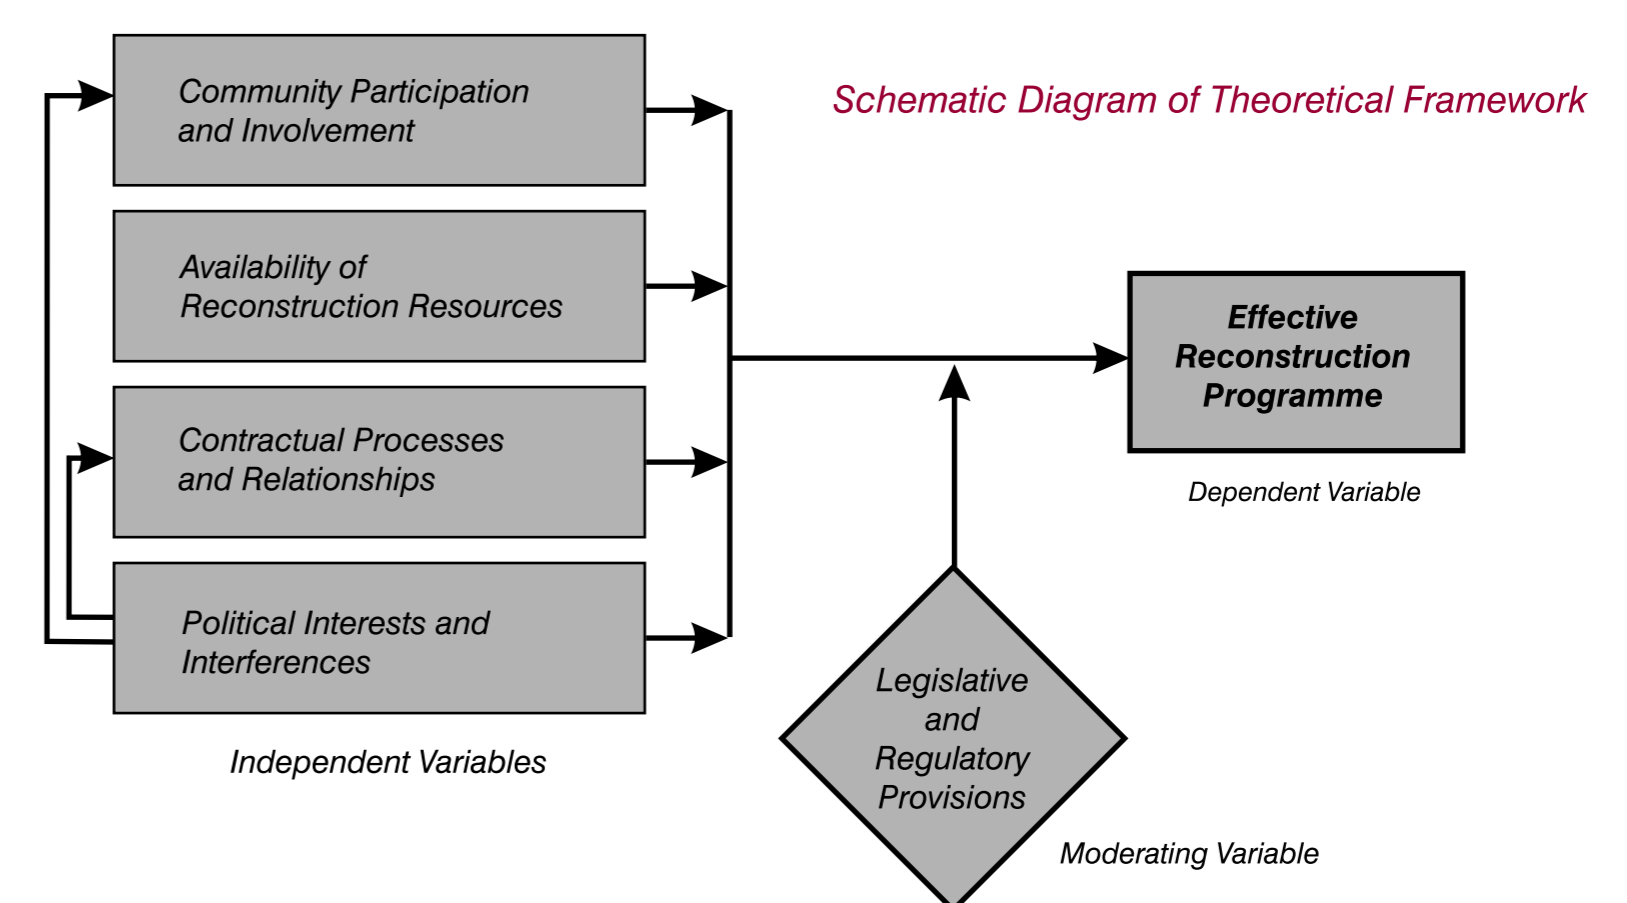 Schematic Diagram of Theoretical Framework
Community Participation
and Involvement
Availability of
Reconstruction Resources
Contractual Processes
and Relationships
Political Interests and
Interferences
Independent Variables
Effective
Reconstruction
Programme
Dependent Variable
Legislative
and
Regulatory
Provisions
Moderating Variable